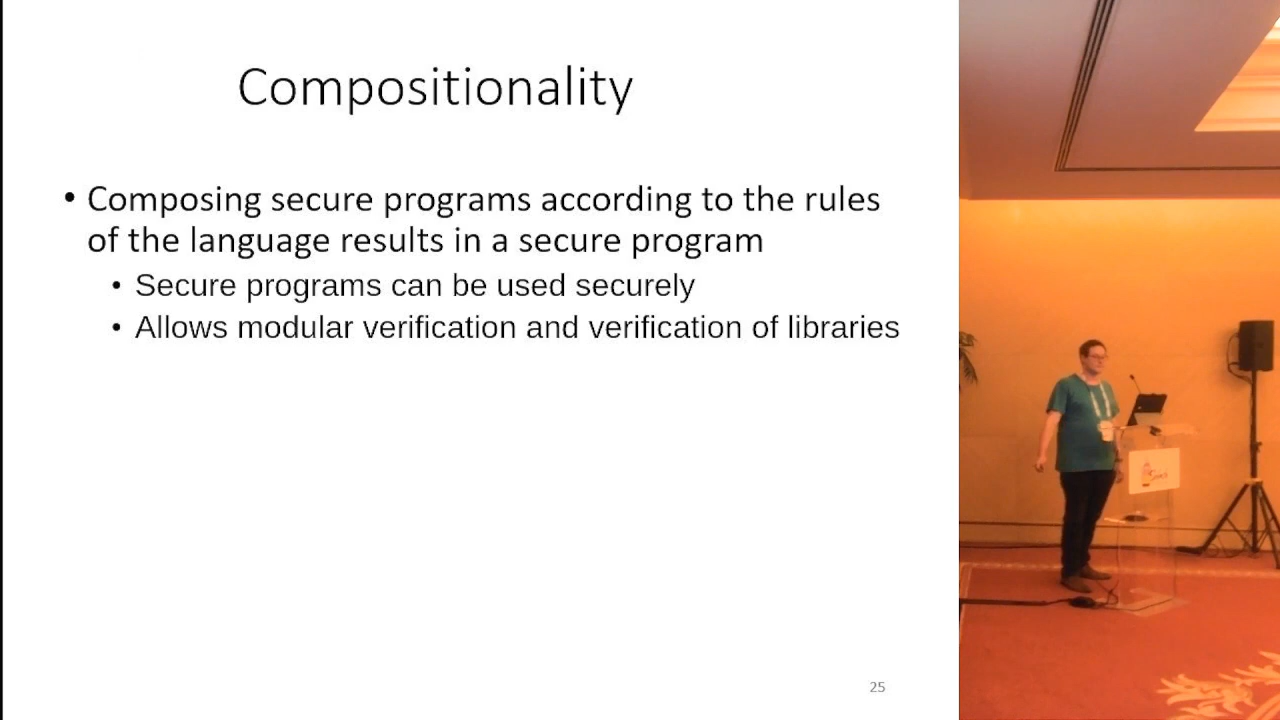 Compositionality
• Composing secure programs according to the rules
of the language results in a secure program
• Secure programs can be used securely
• Allows modular verification and verification of libraries
25